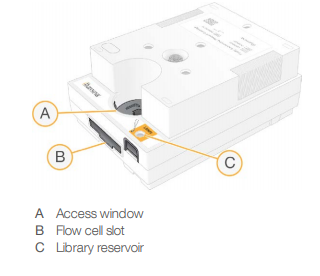 A
B
C
A Access window
B Flow cell slot
C Library reservoir